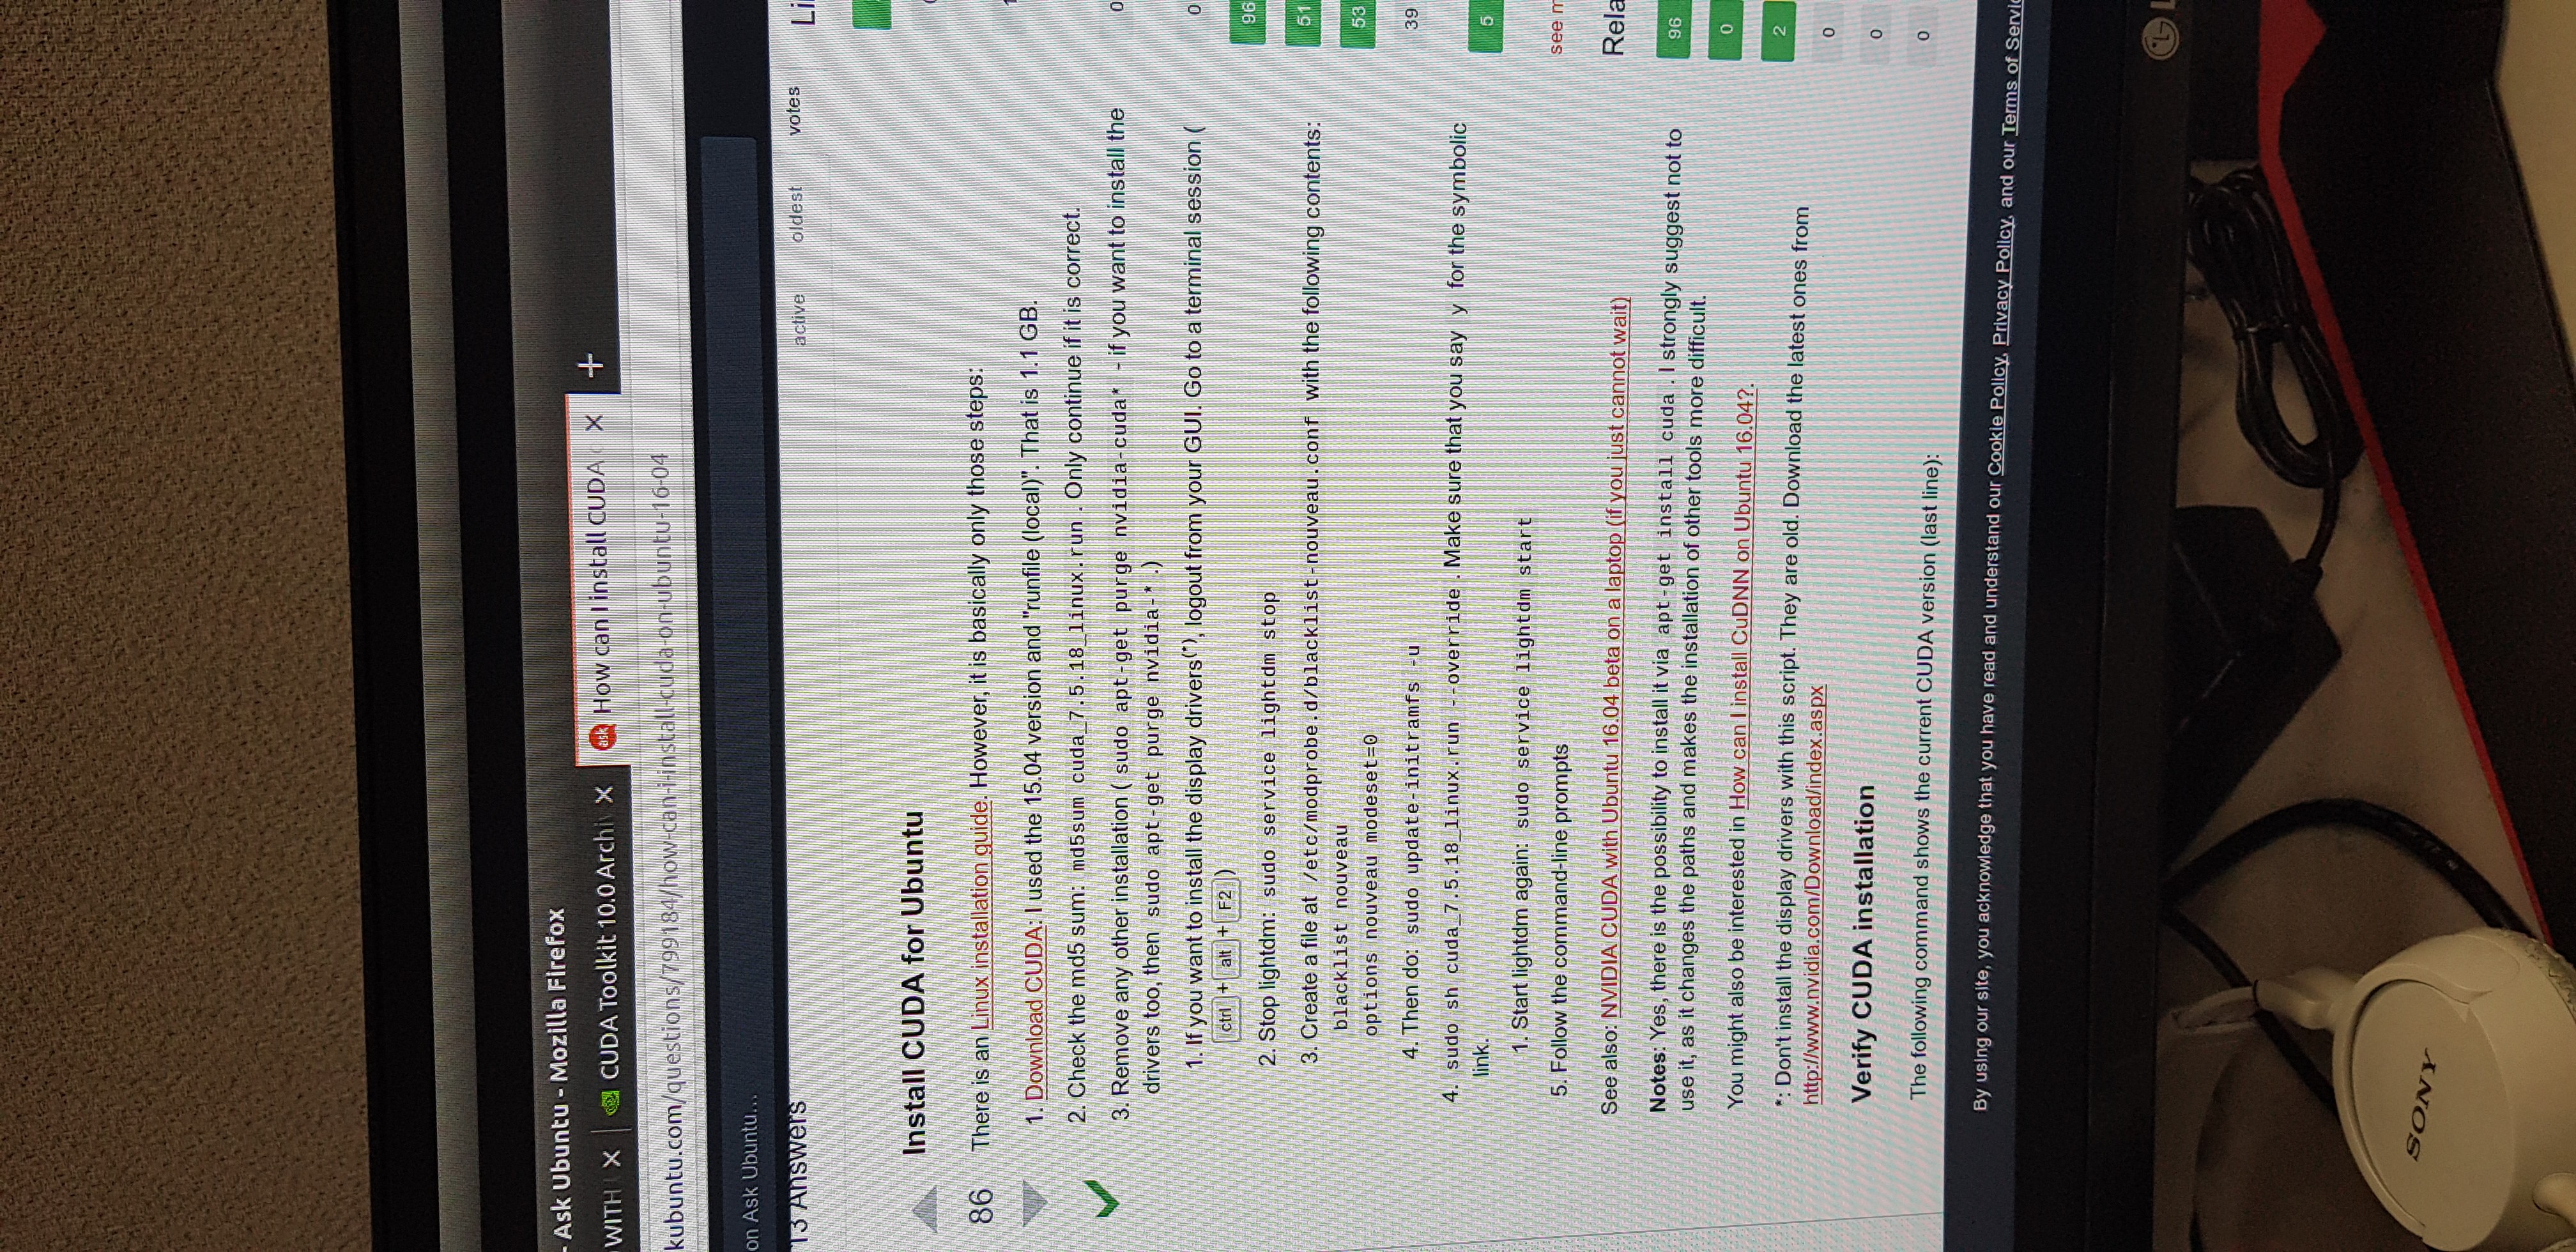 - Ask Ubuntu - Mozilla Firefox
WITH
CUDA Toolkit 10.0 Archi
ask How can I install CUDA
kubuntu.com/questions/799184/how-can-i-install-cuda-on-ubuntu-16-04
on Ask Ubuntu...
13 Answers
active oldest votes
Li
Install CUDA for Ubuntu
86
There is an Linux installation guide. However, it is basically only those steps:
1. Download CUDA: I used the 15.04 version and "runfile (local)". That is 1.1 GB.
2. Check the md5 sum: md5sum cuda_7.5.18_linux.run . Only continue if it is correct.
3. Remove any other installation ( sudo apt-get purge nvidia-cuda* - if you want to install the
drivers too, then sudo apt-get purge nvidia-* .)
1. If you want to install the display drivers(*), logout from your GUI. Go to a terminal session (
ctrl + alt + F2 )
2. Stop lightdm: sudo service lightdm stop
3. Create a file at /etc/modprobe.d/blacklist-nouveau.conf with the following contents:
blacklist nouveau
options nouveau modeset=0
4. Then do: sudo update-initramfs -u
4. sudo sh cuda_7.5.18_linux.run --override . Make sure that you say y for the symbolic
link.
1. Start lightdm again: sudo service lightdm start
5. Follow the command-line prompts
See also: NVIDIA CUDA with Ubuntu 16.04 beta on a laptop (if you just cannot wait)
Notes: Yes, there is the possibility to install it via apt-get install cuda . I strongly suggest not to
use it, as it changes the paths and makes the installation of other tools more difficult.
You might also be interested in How can I install CuDNN on Ubuntu 16.04?.
*: Don't install the display drivers with this script. They are old. Download the latest ones from
http://www.nvidia.com/Download/index.aspx
Verify CUDA installation
The following command shows the current CUDA version (last line):
0
0
96
51
53
39
5
see m
Rela
96
0
2
0
0
0
By using our site, you acknowledge that you have read and understand our Cookie Policy, Privacy Policy, and our Terms of Servic
LG
SONY